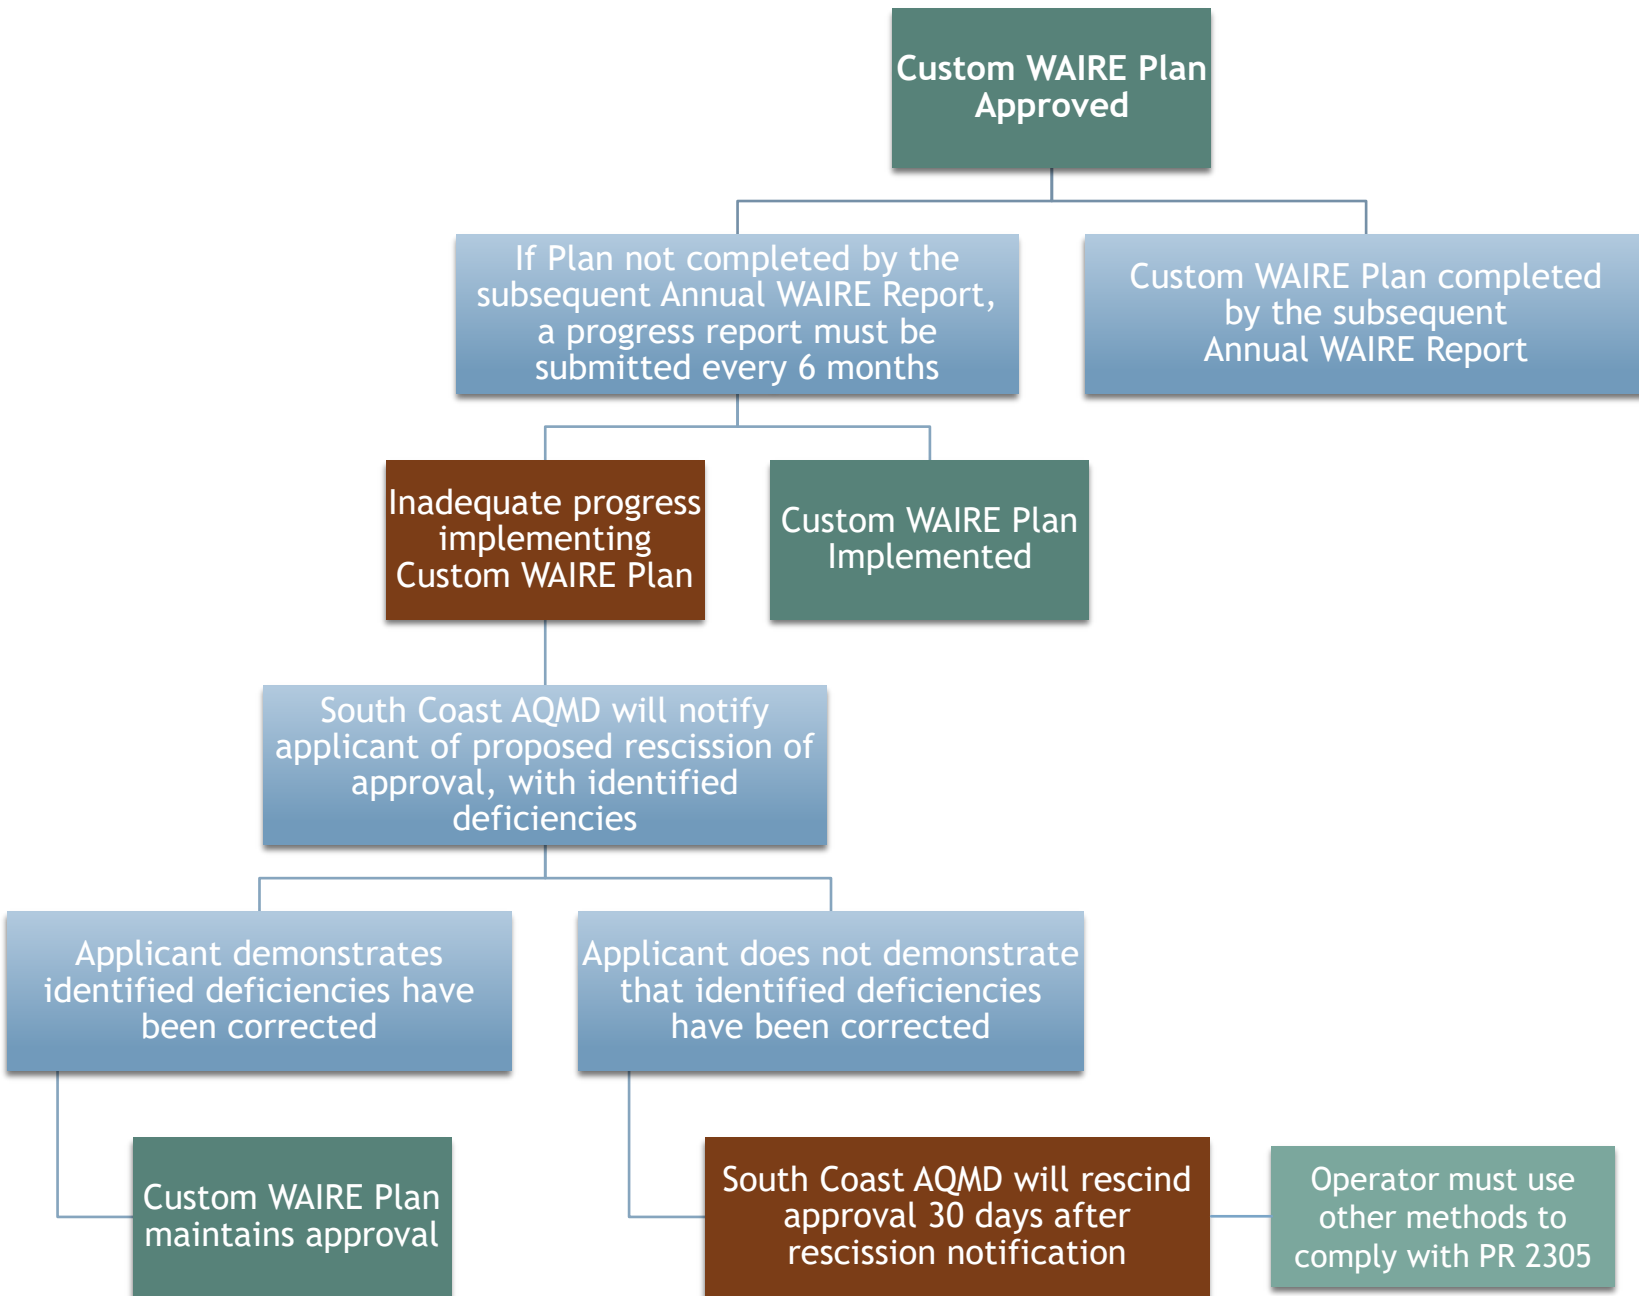 Custom WAIRE Plan
Approved
If Plan not completed by the
subsequent Annual WAIRE Report,
a progress report must be
submitted every 6 months
Custom WAIRE Plan completed
by the subsequent
Annual WAIRE Report
Inadequate progress
implementing
Custom WAIRE Plan
Custom WAIRE Plan
Implemented
South Coast AQMD will notify
applicant of proposed rescission of
approval, with identified
deficiencies
Applicant demonstrates
identified deficiencies have
been corrected
Applicant does not demonstrate
that identified deficiencies
have been corrected
Custom WAIRE Plan
maintains approval
South Coast AQMD will rescind
approval 30 days after
rescission notification
Operator must use
other methods to
comply with PR 2305